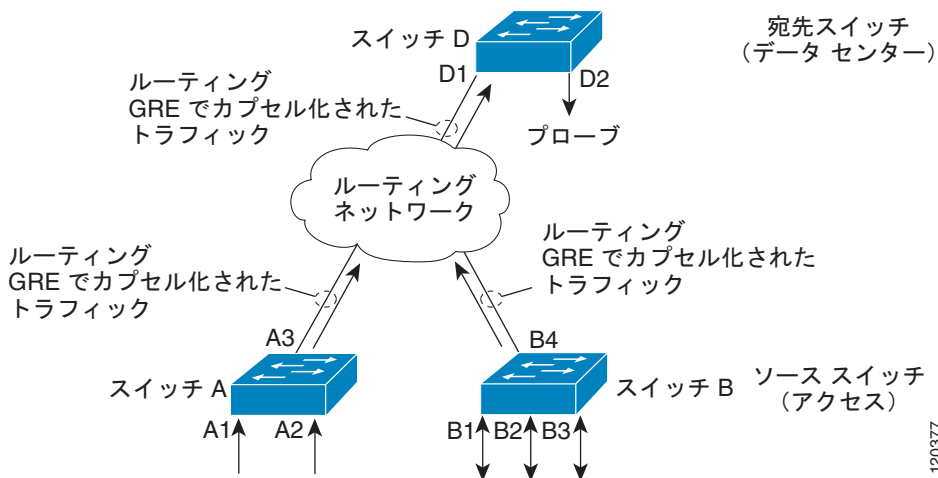 スイッチ D
宛先スイッチ
(データ センター)
D1
D2
プローブ
ルーティング
GRE でカプセル化された
トラフィック
ルーティング
ネットワーク
ルーティング
GRE でカプセル化された
トラフィック
ルーティング
GRE でカプセル化された
トラフィック
A3
B4
スイッチ A
スイッチ B
ソース スイッチ
(アクセス)
A1
A2
B1
B2
B3
120377